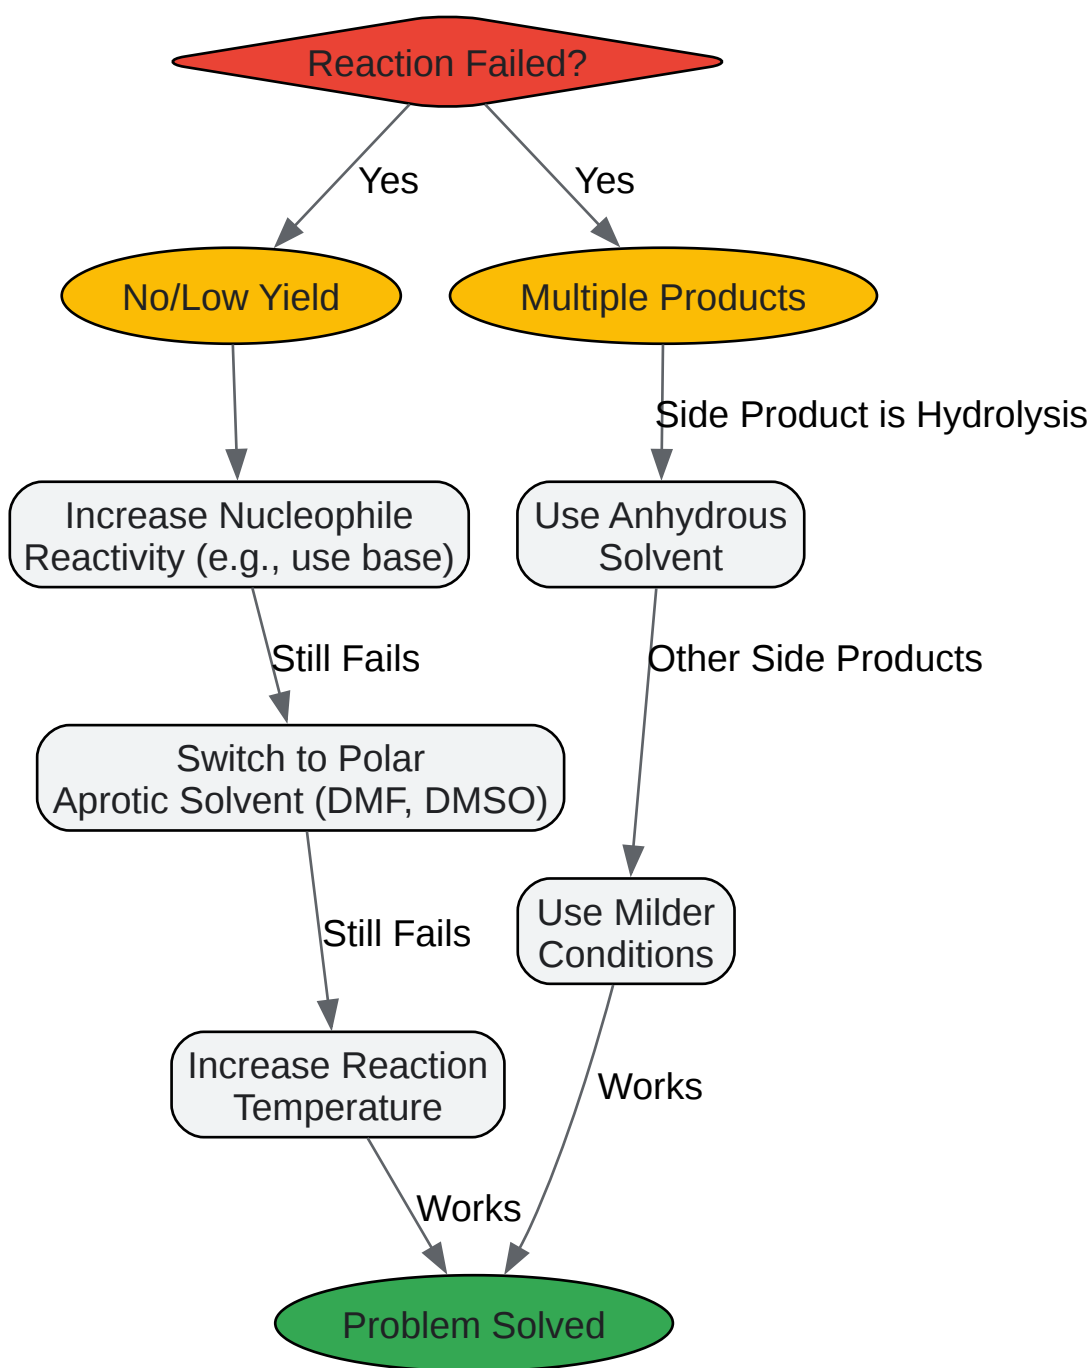 Reaction Failed?
Yes
Yes
No/Low Yield
Multiple Products
Side Product is Hydrolysis
Increase Nucleophile
Reactivity (e.g., use base)
Use Anhydrous
Solvent
Still Fails
Other Side Products
Switch to Polar
Aprotic Solvent (DMF, DMSO)
Use Milder
Conditions
Still Fails
Increase Reaction
Temperature
Works
Works
Problem Solved